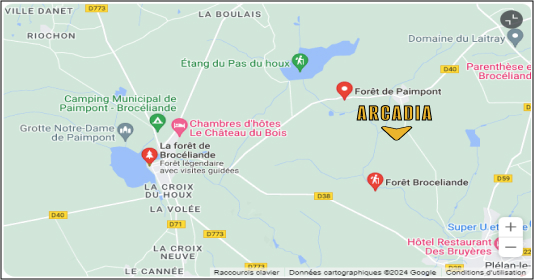 VILLE DANET
D773
LA BOULAIS
RIOCHON
Domaine du Laitray
Étang du Pas du houx
Parenthèse e
Brocéli
D40
Forêt de Paimpont
D40
ARCADIA
Camping Municipal de
Paimpont - Brocéliande
Chambres d'hôtes
Le Château du Bois
Grotte Notre-Dame
de Paimpont
La forêt de
Brocéliande
Forêt légendaire
avec visites guidées
Forêt Broceliande
D59
LA CROIX
DU HOUX
D38
LA VOLÉE
D40
D71
Super U et
D773
LA CROIX
NEUVE
Hôtel Restaurant
Des Bruyères
LE CANNÉE
Plélan-le
Raccourcis clavier
Données cartographiques ©2024 Google
Conditions d'utilisation